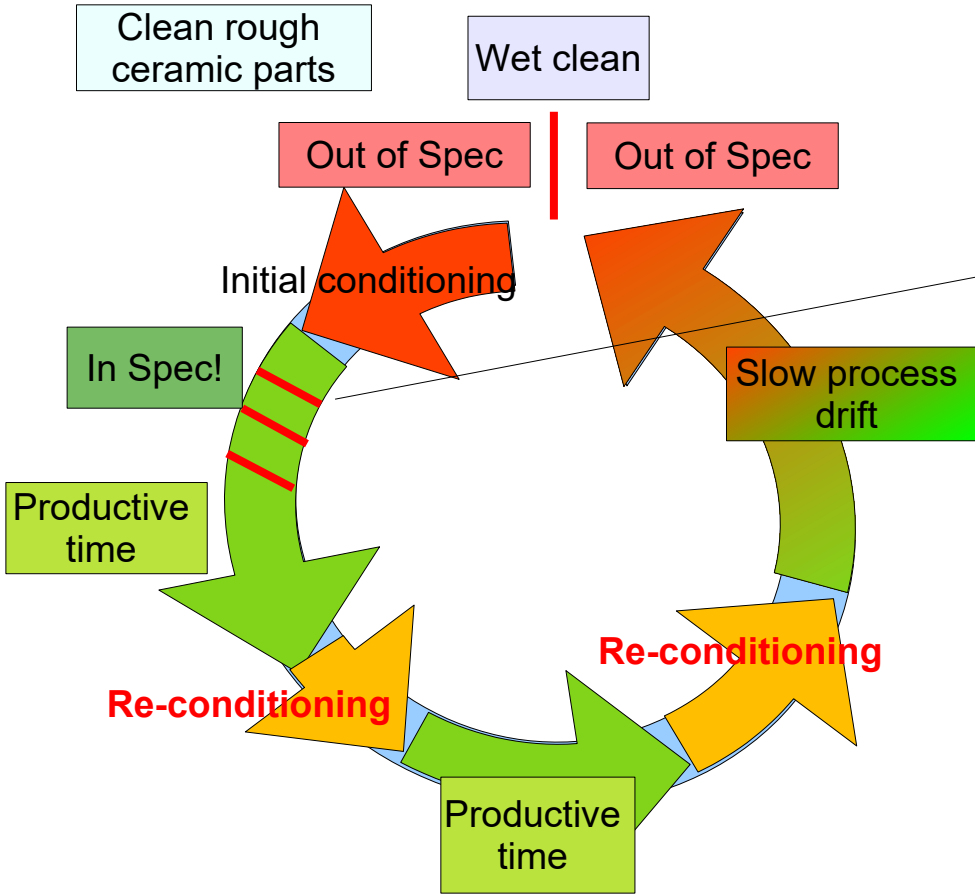 Clean rough
ceramic parts
Wet clean
Out of Spec
Out of Spec
Initial conditioning
In Spec!
Slow process
drift
Productive
time
Re-conditioning
Re-conditioning
Productive
time